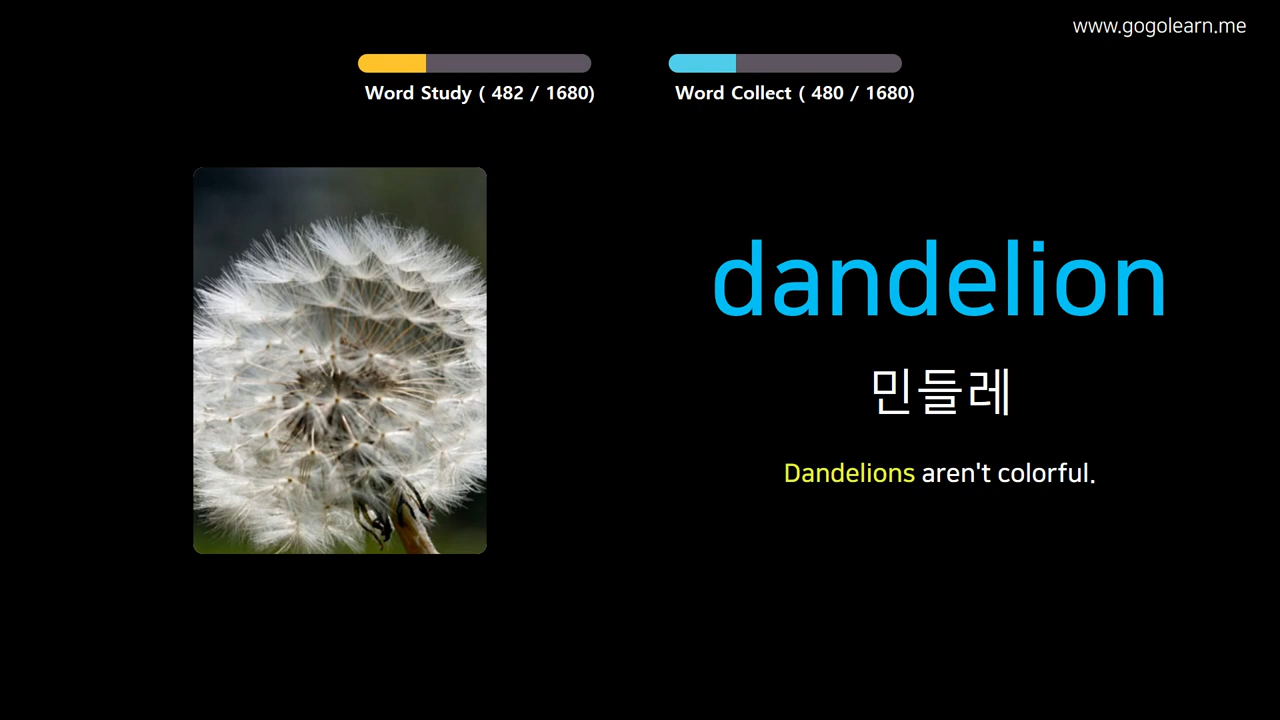 www.gogolearn.me
Word Study ( 482 / 1680)
Word Collect ( 480 / 1680)
dandelion
민들레
Dandelions aren't colorful.